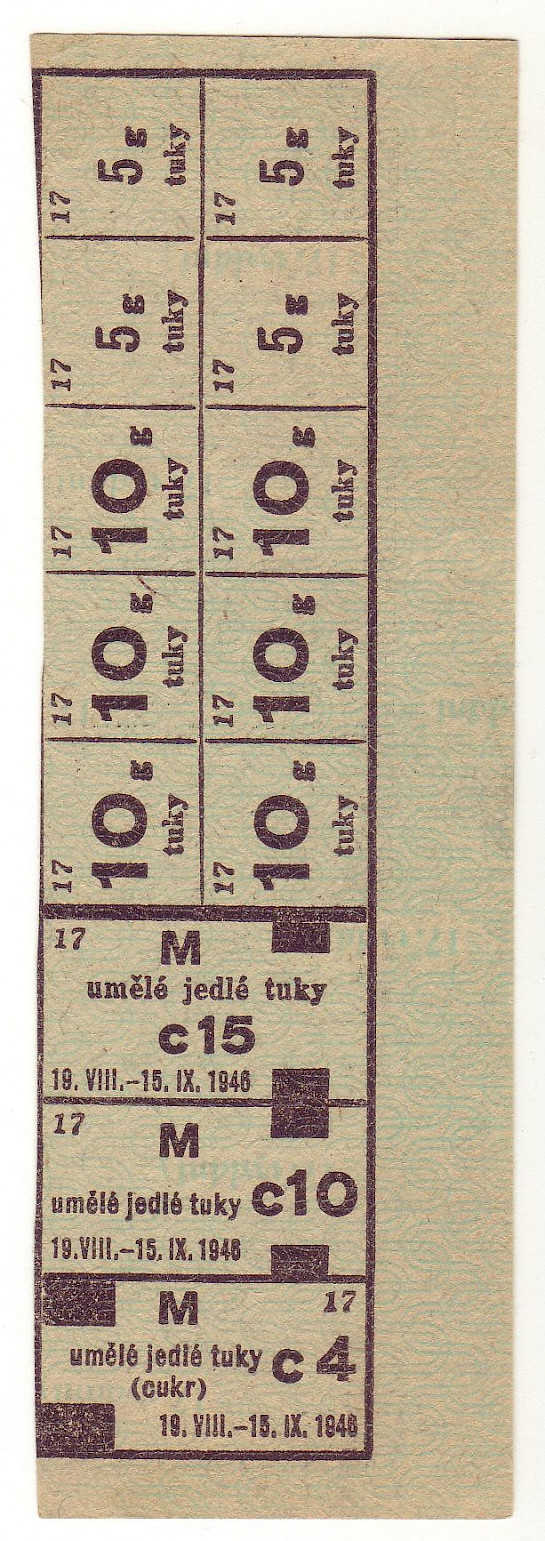 17 5g tuky
17 5g tuky
17 5g tuky
17 5g tuky
17 10g tuky
17 10g tuky
17 10g tuky
17 10g tuky
17 10g tuky
17 10g tuky
17 M
umělé jedlé tuky
c15
19. VIII.–15. IX. 1946
17
M
umělé jedlé tuky c10
19.VIII.–15. IX. 1946
M 17
umělé jedlé tuky c4
(cukr)
19. VIII.–15. IX. 1946